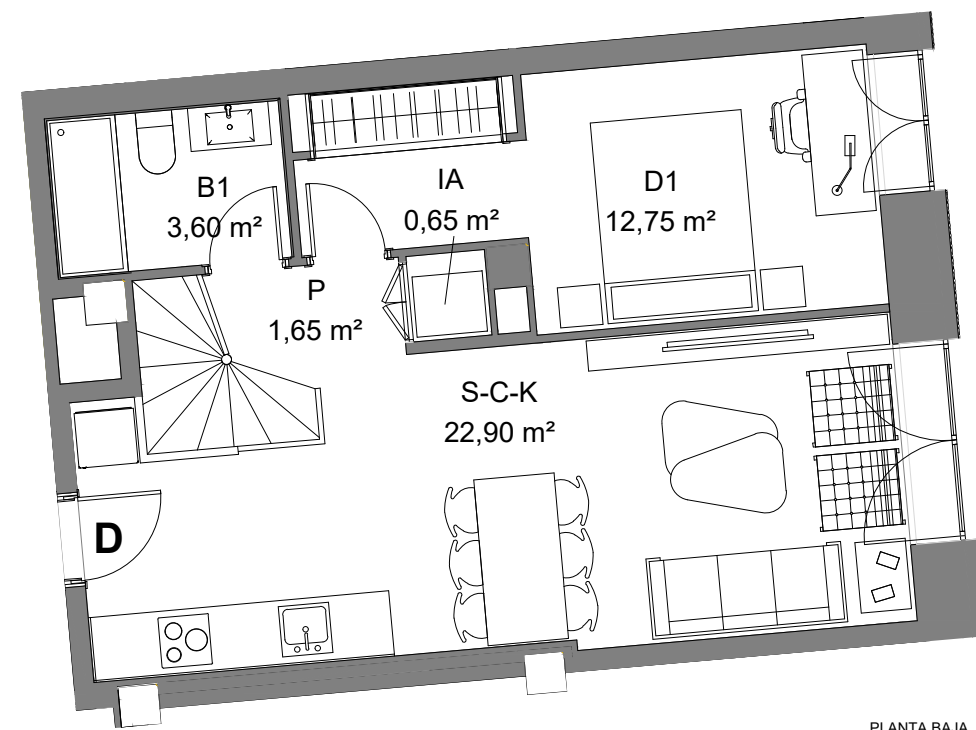 B1
3,60 m²
IA
0,65 m²
D1
12,75 m²
P
1,65 m²
S-C-K
22,90 m²
D
PLANTA BAJA